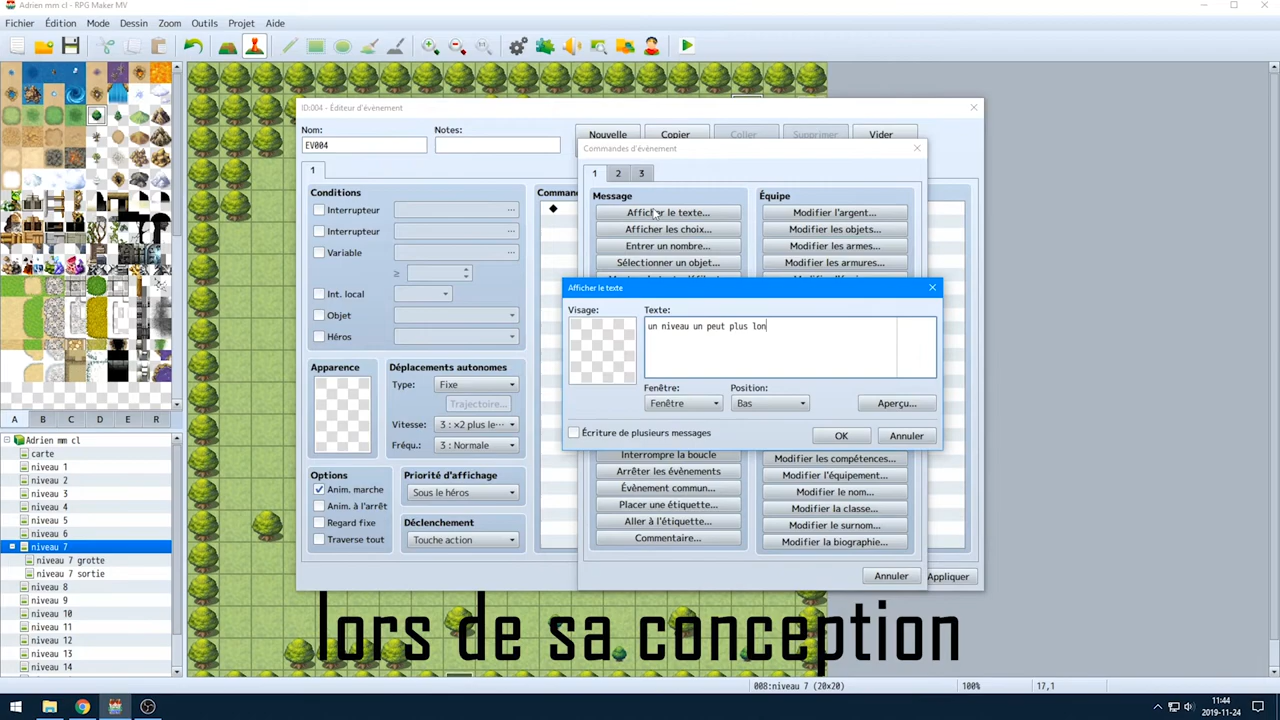 Adrien mm cl - RPG Maker MV
Fichier Édition Mode Dessin Zoom Outils Projet Aide
ID:004 - Éditeur d'évènement
Nom: Notes:
EV004
Nouvelle Copier Coller Supprimer Vider
1
Conditions
Interrupteur ...
Interrupteur ...
Variable ...
≥
Int. local
Objet
Héros
Apparence
Déplacements autonomes
Type: Fixe
Trajectoire...
Vitesse: 3 : ×2 plus le⋯
Fréqu.: 3 : Normale
Options
Anim. marche
Anim. à l'arrêt
Regard fixe
Traverse tout
Priorité d'affichage
Sous le héros
Déclenchement
Touche action
Comman
Appliquer
Commandes d'évènement
1 2 3
Message
Afficher le texte...
Afficher les choix...
Entrer un nombre...
Sélectionner un objet...
Interrompre la boucle
Arrêter les évènements
Évènement commun...
Placer une étiquette...
Aller à l'étiquette...
Commentaire...
Équipe
Modifier l'argent...
Modifier les objets...
Modifier les armes...
Modifier les armures...
Modifier les compétences...
Modifier l'équipement...
Modifier le nom...
Modifier la classe...
Modifier le surnom...
Modifier la biographie...
Annuler
Afficher le texte
Visage: Texte:
un niveau un peut plus lon
Fenêtre: Position:
Fenêtre Bas Aperçu...
Écriture de plusieurs messages
OK Annuler
A B C D E R
Adrien mm cl
carte
niveau 1
niveau 2
niveau 3
niveau 4
niveau 5
niveau 6
niveau 7
niveau 7 grotte
niveau 7 sortie
niveau 8
niveau 9
niveau 10
niveau 11
niveau 12
niveau 13
niveau 14
lors de sa conception
008:niveau 7 (20x20) 100% 17,1
11:44
2019-11-24